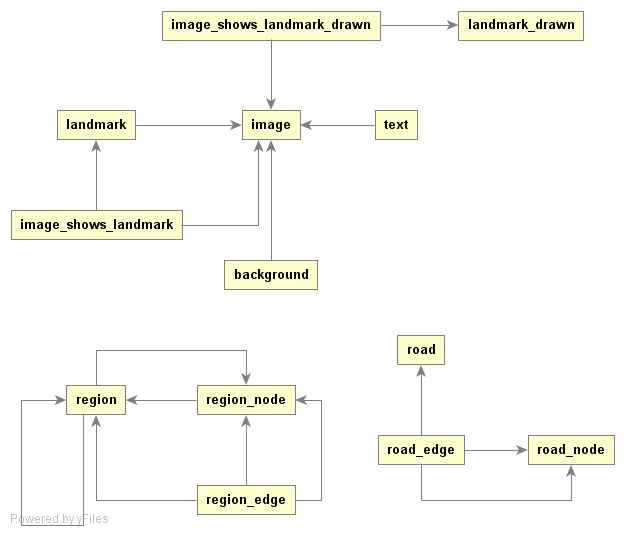 image_shows_landmark_drawn
landmark_drawn
landmark
image
text
image_shows_landmark
background
road
region
region_node
road_edge
road_node
region_edge
Powered by yFiles